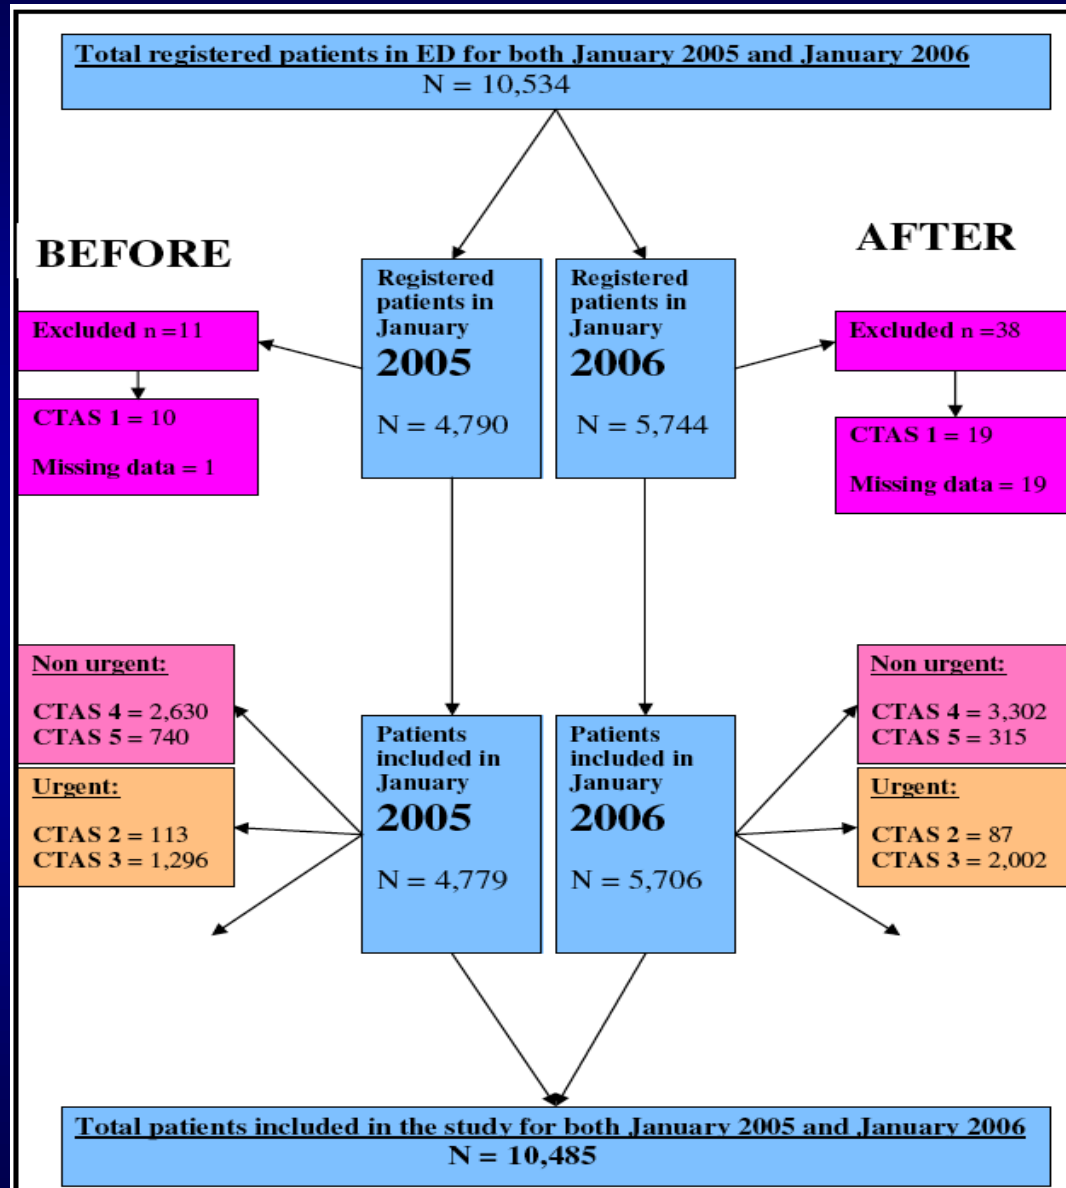 Total registered patients in ED for both January 2005 and January 2006
N = 10,534
BEFORE
AFTER
Registered
patients in
January
2005
N = 4,790
Registered
patients in
January
2006
N = 5,744
Excluded n =11
CTAS 1 = 10
Missing data = 1
Excluded n =38
CTAS 1 = 19
Missing data = 19
Non urgent:
CTAS 4 = 2,630
CTAS 5 = 740
Urgent:
CTAS 2 = 113
CTAS 3 = 1,296
Patients
included in
January
2005
N = 4,779
Patients
included in
January
2006
N = 5,706
Non urgent:
CTAS 4 = 3,302
CTAS 5 = 315
Urgent:
CTAS 2 = 87
CTAS 3 = 2,002
Total patients included in the study for both January 2005 and January 2006
N = 10,485